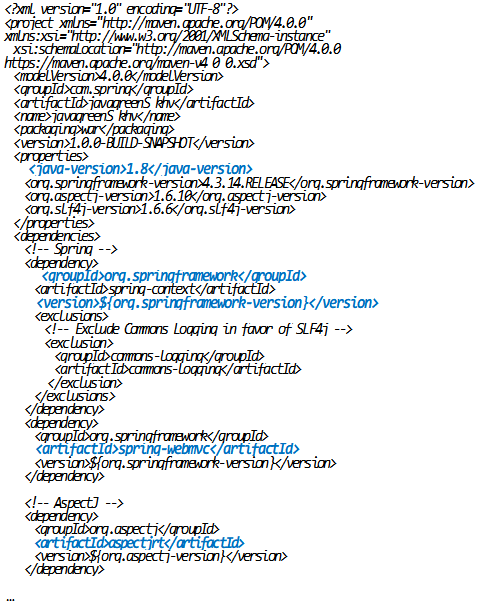 <?xml version="1.0" encoding="UTF-8"?>
<project xmlns="http://maven.apache.org/POM/4.0.0"
xmlns:xsi="http://www.w3.org/2001/XMLSchema-instance"
xsi:schemaLocation="http://maven.apache.org/POM/4.0.0
https://maven.apache.org/maven-v4_0_0.xsd">
<modelVersion>4.0.0</modelVersion>
<groupId>com.spring</groupId>
<artifactId>javagreenS_khv</artifactId>
<name>javagreenS_khv</name>
<packaging>war</packaging>
<version>1.0.0-BUILD-SNAPSHOT</version>
<properties>
<java-version>1.8</java-version>
<org.springframework-version>4.3.14.RELEASE</org.springframework-version>
<org.aspectj-version>1.6.10</org.aspectj-version>
<org.slf4j-version>1.6.6</org.slf4j-version>
</properties>
<dependencies>
<!-- Spring -->
<dependency>
<groupId>org.springframework</groupId>
<artifactId>spring-context</artifactId>
<version>${org.springframework-version}</version>
<exclusions>
<!-- Exclude Commons Logging in favor of SLF4j -->
<exclusion>
<groupId>commons-logging</groupId>
<artifactId>commons-logging</artifactId>
</exclusion>
</exclusions>
</dependency>
<dependency>
<groupId>org.springframework</groupId>
<artifactId>spring-webmvc</artifactId>
<version>${org.springframework-version}</version>
</dependency>
<!-- AspectJ -->
<dependency>
<groupId>org.aspectj</groupId>
<artifactId>aspectjrt</artifactId>
<version>${org.aspectj-version}</version>
</dependency>
…